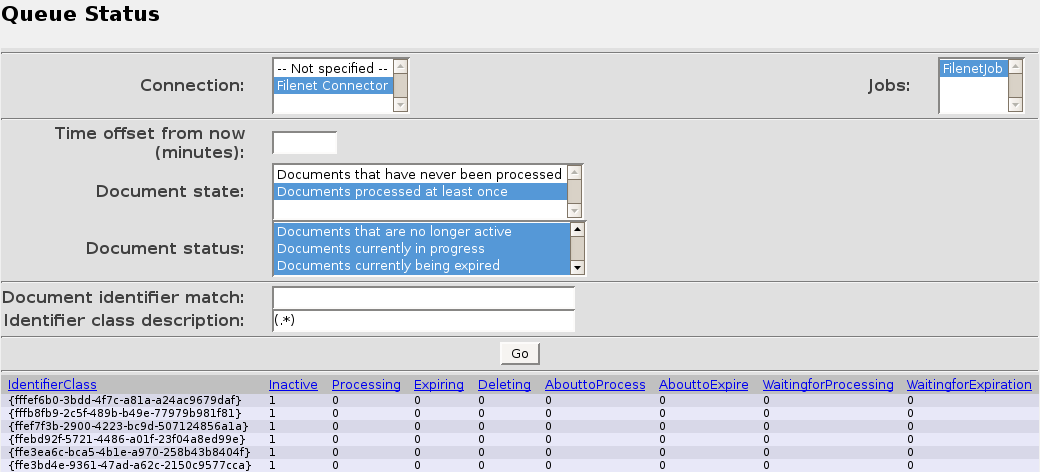 Queue Status
Connection: -- Not specified -- Jobs: FilenetJob
Filenet Connector
Time offset from now
(minutes):
Document state: Documents that have never been processed
Documents processed at least once
Document status: Documents that are no longer active
Documents currently in progress
Documents currently being expired
Document identifier match:
Identifier class description: (.*)
Go
IdentifierClass Inactive Processing Expiring Deleting AbouttoProcess AbouttoExpire WaitingforProcessing WaitingforExpiration
{fffef6b0-3bdd-4f7c-a81a-a24ac9679daf} 1 0 0 0 0 0 0 0
{fffb8fb9-2c5f-489b-b49e-77979b981f81} 1 0 0 0 0 0 0 0
{ffef7f3b-2900-4223-bc9d-507124856a1a} 1 0 0 0 0 0 0 0
{ffebd92f-5721-4486-a01f-23f04a8ed99e} 1 0 0 0 0 0 0 0
{ffe3ea6c-bca5-4b1e-a970-258b43b8404f} 1 0 0 0 0 0 0 0
{ffe3bd4e-9361-47ad-a62c-2150c9577cca} 1 0 0 0 0 0 0 0